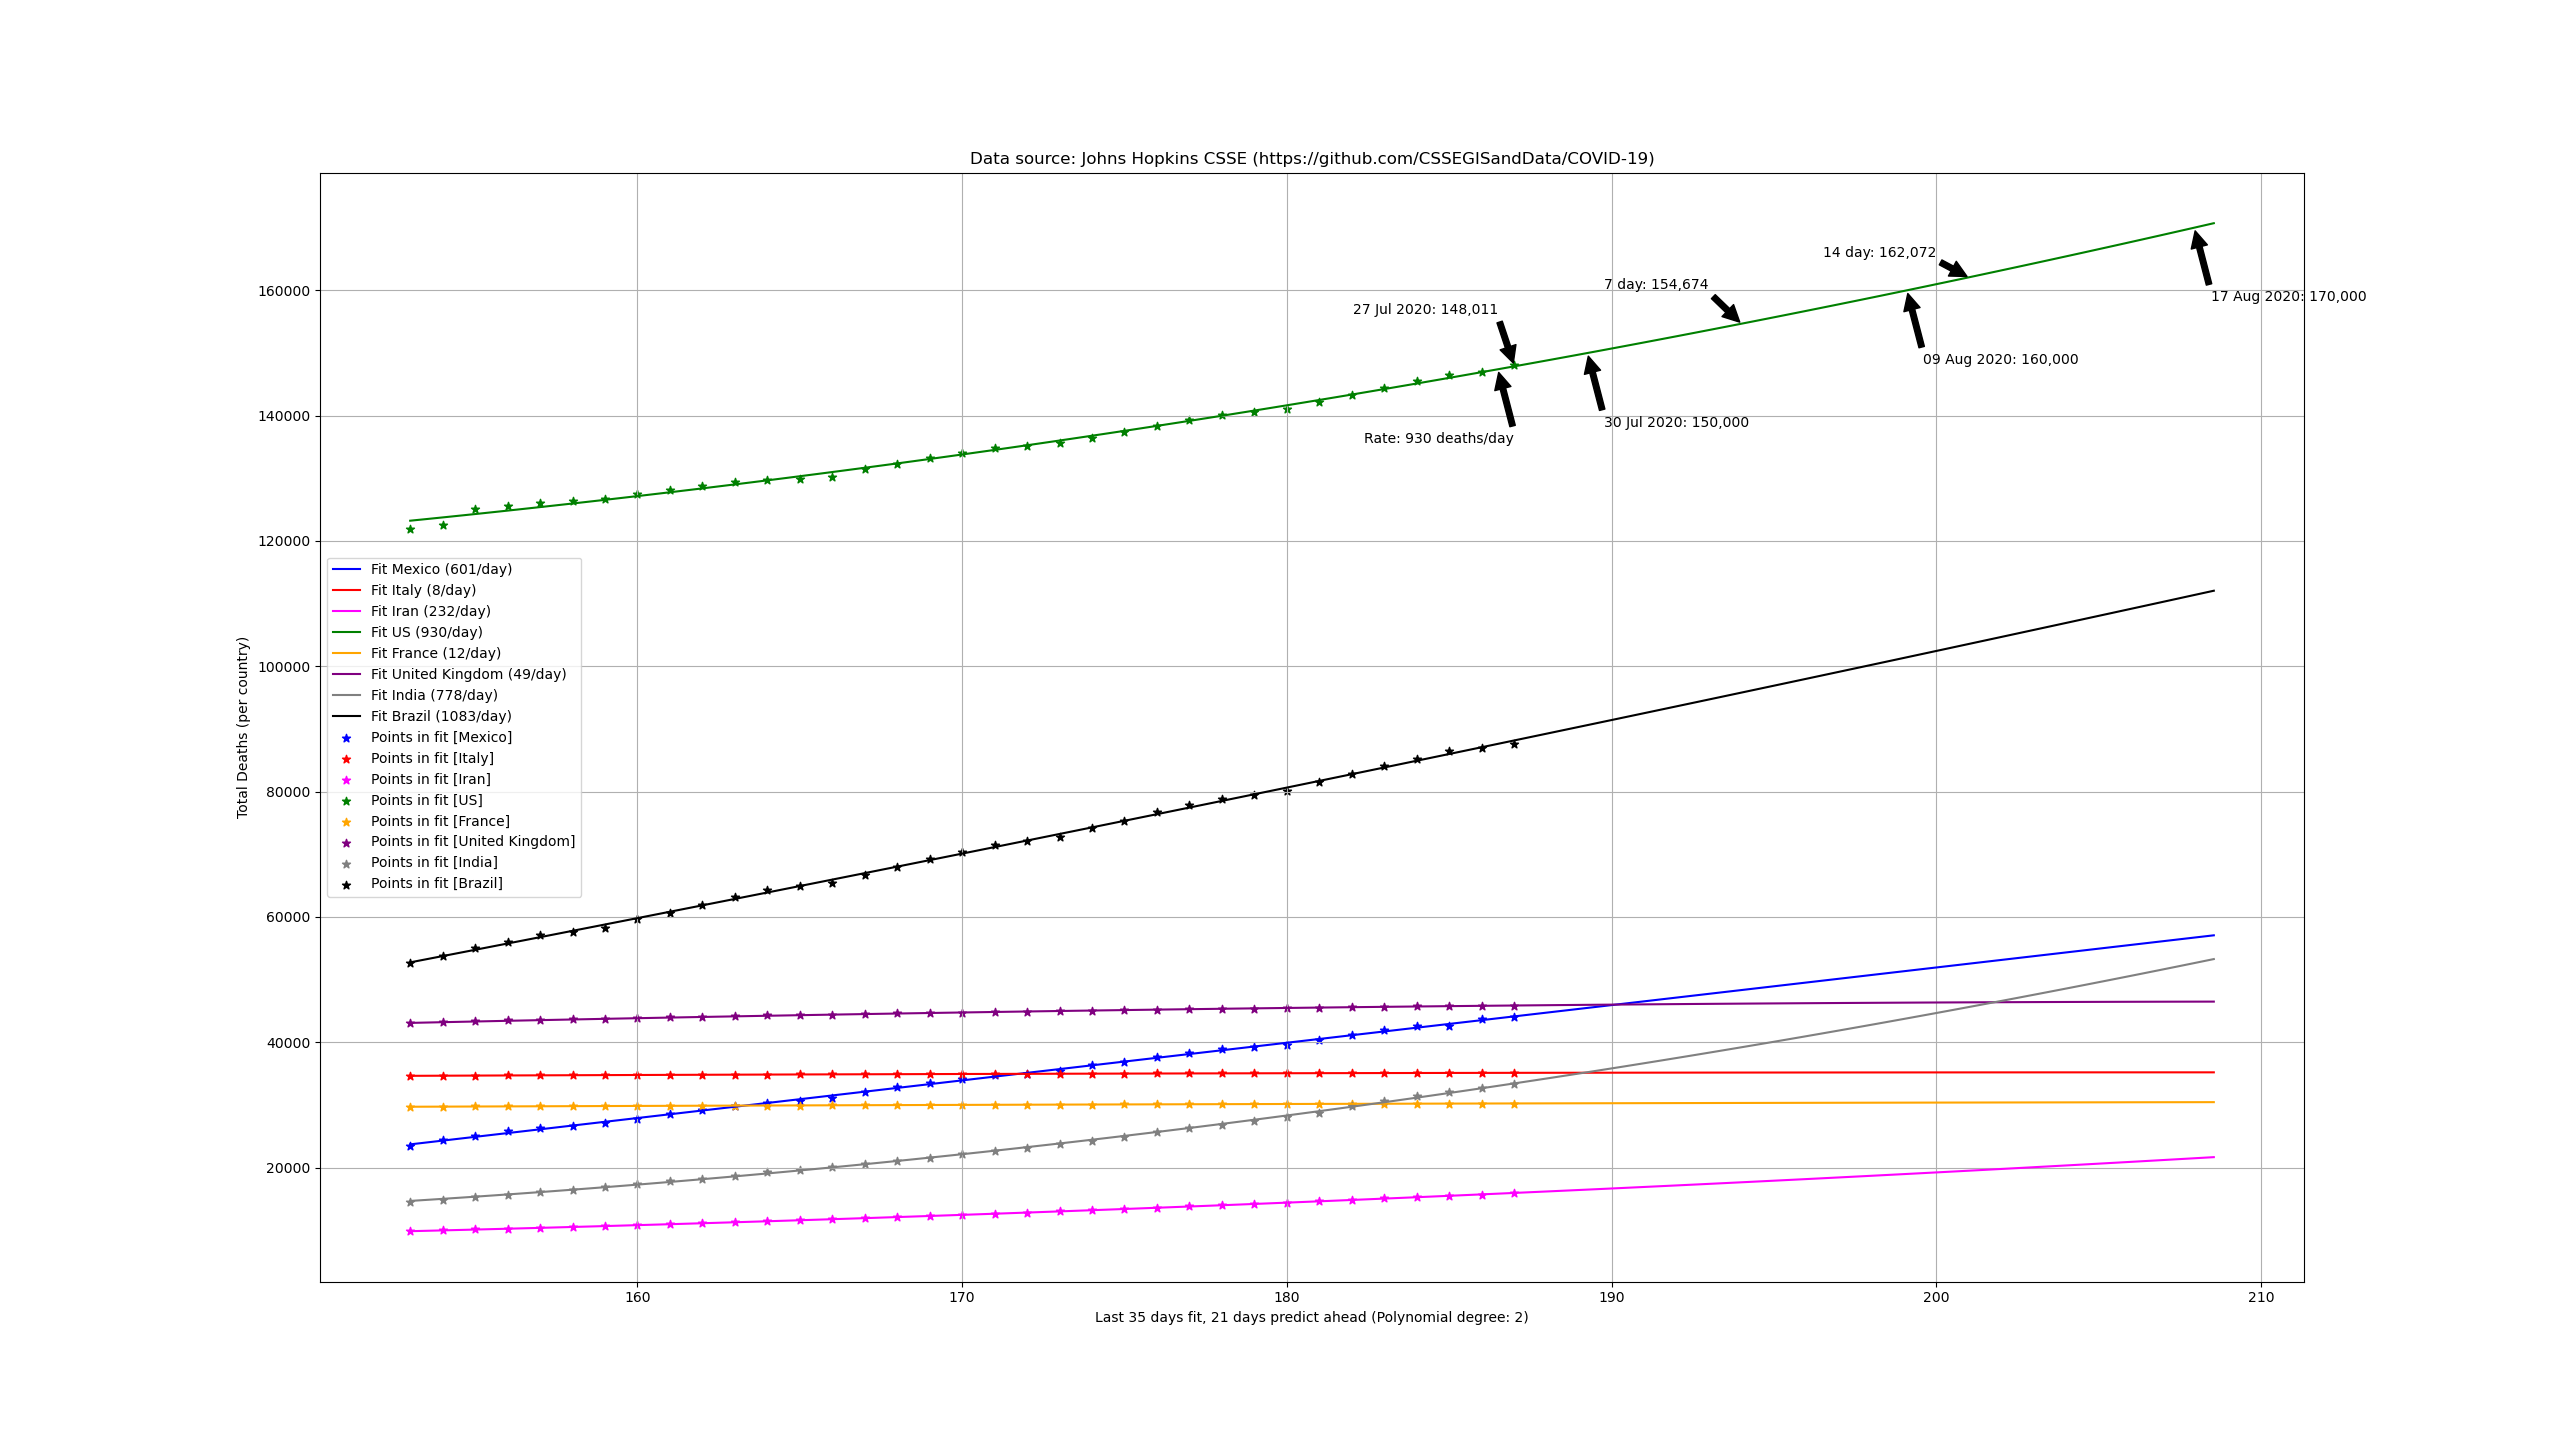 Data source: Johns Hopkins CSSE (https://github.com/CSSEGISandData/COVID-19)
Total Deaths (per country)
160000
140000
120000
100000
80000
60000
40000
20000
14 day: 162,072
7 day: 154,674
27 Jul 2020: 148,011
17 Aug 2020: 170,000
09 Aug 2020: 160,000
30 Jul 2020: 150,000
Rate: 930 deaths/day
Fit Mexico (601/day)
Fit Italy (8/day)
Fit Iran (232/day)
Fit US (930/day)
Fit France (12/day)
Fit United Kingdom (49/day)
Fit India (778/day)
Fit Brazil (1083/day)
Points in fit [Mexico]
Points in fit [Italy]
Points in fit [Iran]
Points in fit [US]
Points in fit [France]
Points in fit [United Kingdom]
Points in fit [India]
Points in fit [Brazil]
160 170 180 190 200 210
Last 35 days fit, 21 days predict ahead (Polynomial degree: 2)